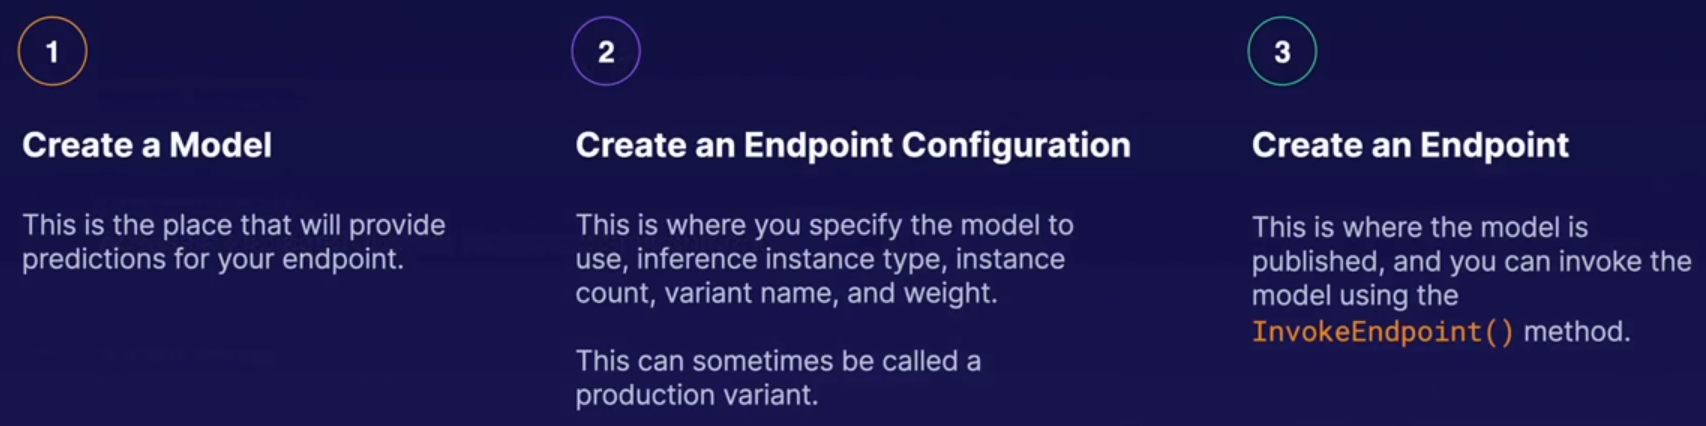 1
Create a Model
This is the place that will provide
predictions for your endpoint.
2
Create an Endpoint Configuration
This is where you specify the model to
use, inference instance type, instance
count, variant name, and weight.
This can sometimes be called a
production variant.
3
Create an Endpoint
This is where the model is
published, and you can invoke the
model using the
InvokeEndpoint() method.